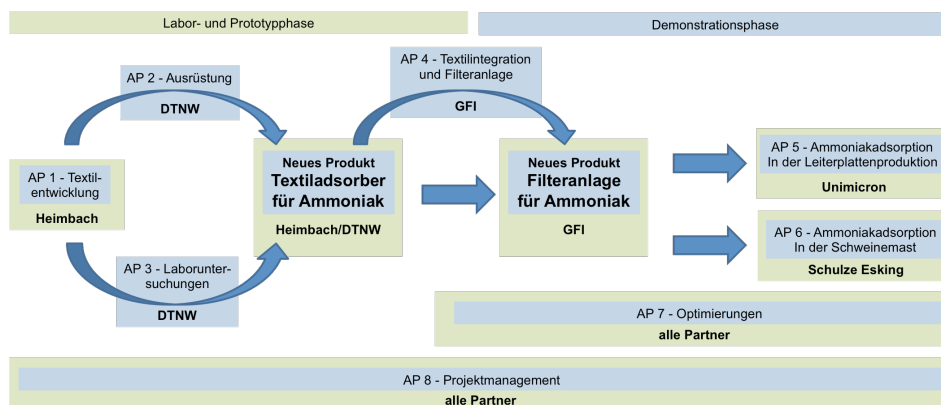 Labor- und Prototypphase
Demonstrationsphase
AP 2 - Ausrüstung
DTNW
AP 4 - Textilintegration
und Filteranlage
GFI
AP 1 - Textil-
entwicklung
Heimbach
Neues Produkt
Textiladsorber
für Ammoniak
Heimbach/DTNW
Neues Produkt
Filteranlage
für Ammoniak
GFI
AP 5 - Ammoniakadsorption
In der Leiterplattenproduktion
Unimicron
AP 6 - Ammoniakadsorption
In der Schweinemast
Schulze Esking
AP 3 - Laborunter-
suchungen
DTNW
AP 7 - Optimierungen
alle Partner
AP 8 - Projektmanagement
alle Partner